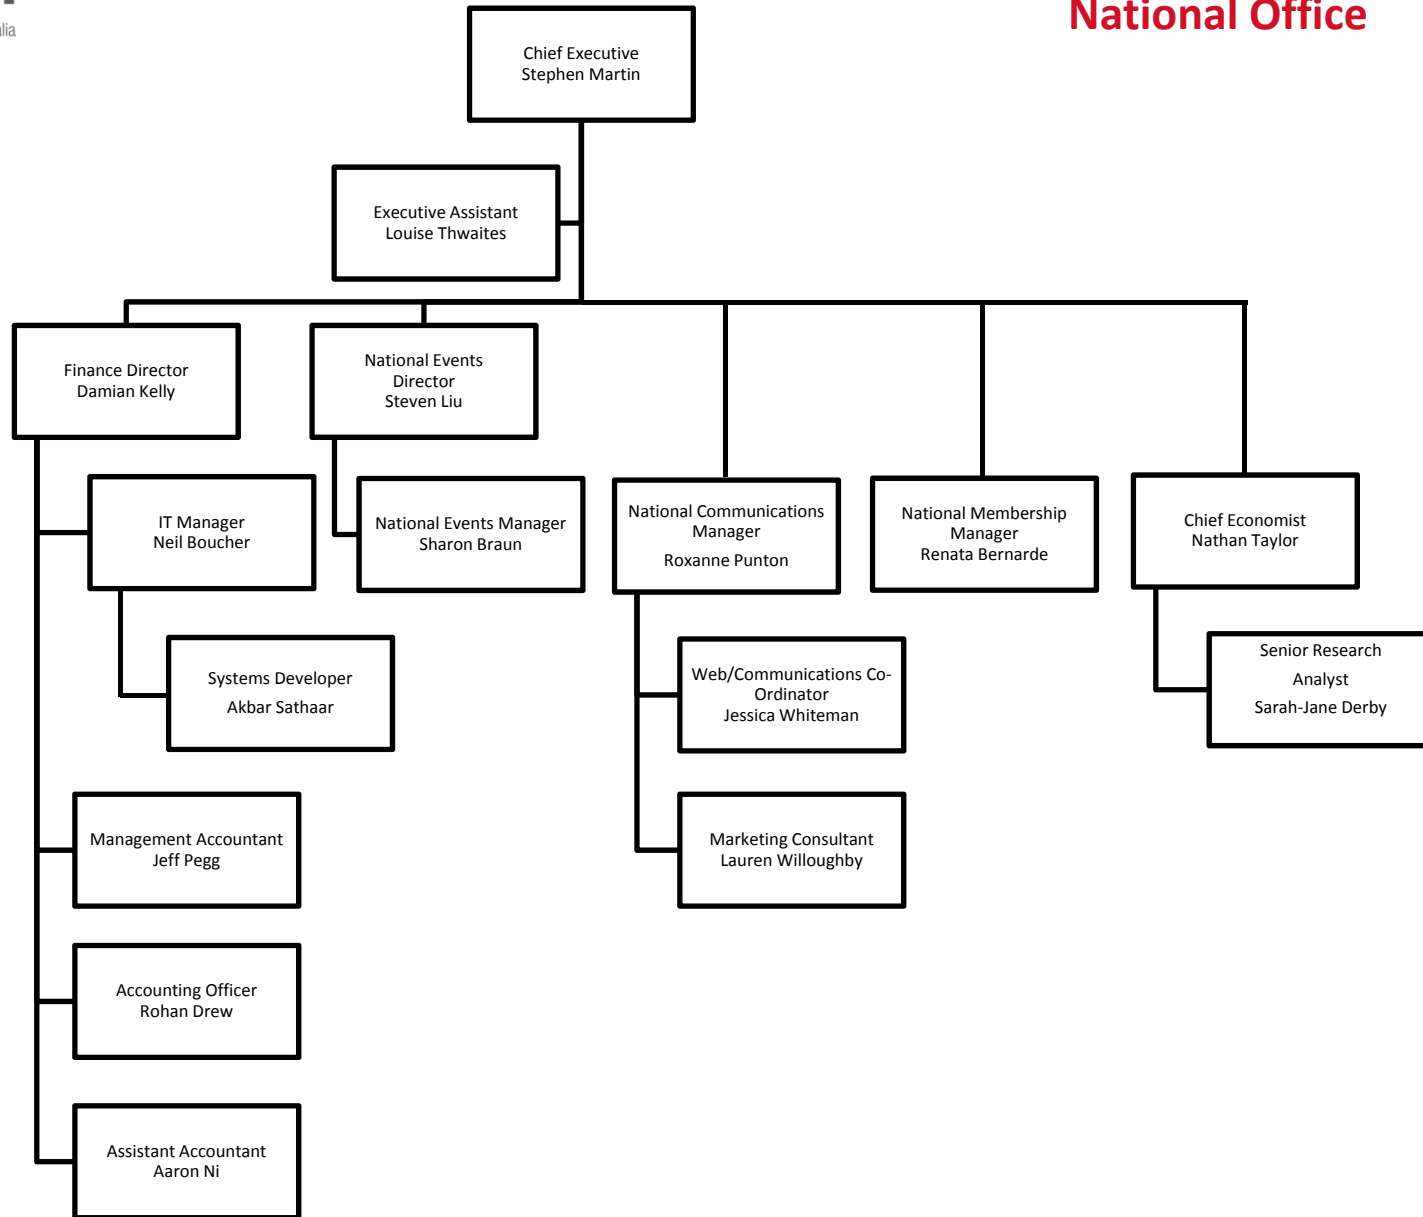 National Office
Chief Executive
Stephen Martin
Executive Assistant
Louise Thwaites
Finance Director
Damian Kelly
National Events
Director
Steven Liu
IT Manager
Neil Boucher
National Events Manager
Sharon Braun
National Communications
Manager
Roxanne Punton
National Membership
Manager
Renata Bernarde
Chief Economist
Nathan Taylor
Systems Developer
Akbar Sathaar
Web/Communications Co-
Ordinator
Jessica Whiteman
Senior Research
Analyst
Sarah-Jane Derby
Management Accountant
Jeff Pegg
Marketing Consultant
Lauren Willoughby
Accounting Officer
Rohan Drew
Assistant Accountant
Aaron Ni